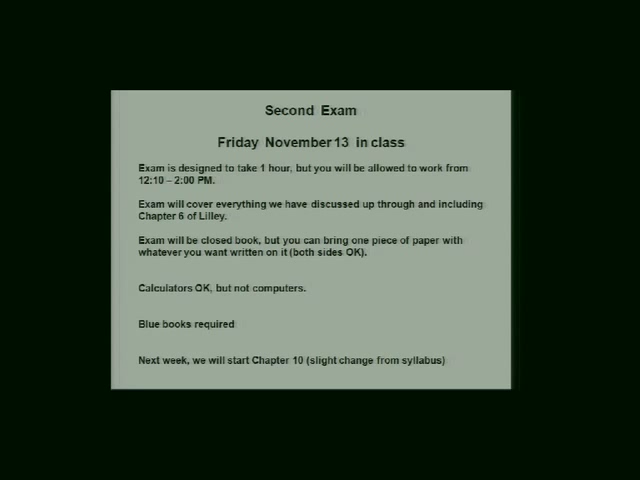 Second Exam
Friday November 13 in class
Exam is designed to take 1 hour, but you will be allowed to work from
12:10 – 2:00 PM.
Exam will cover everything we have discussed up through and including
Chapter 6 of Lilley.
Exam will be closed book, but you can bring one piece of paper with
whatever you want written on it (both sides OK).
Calculators OK, but not computers.
Blue books required
Next week, we will start Chapter 10 (slight change from syllabus)